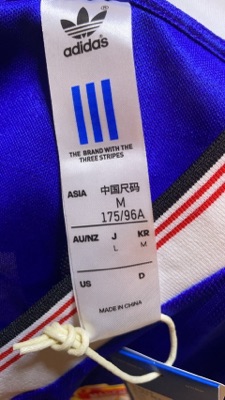 adidas
THE BRAND WITH THE
THREE STRIPES
ASIA 中国尺码
M
175/96A
AU/NZ J KR
L M
US D
MADE IN CHINA